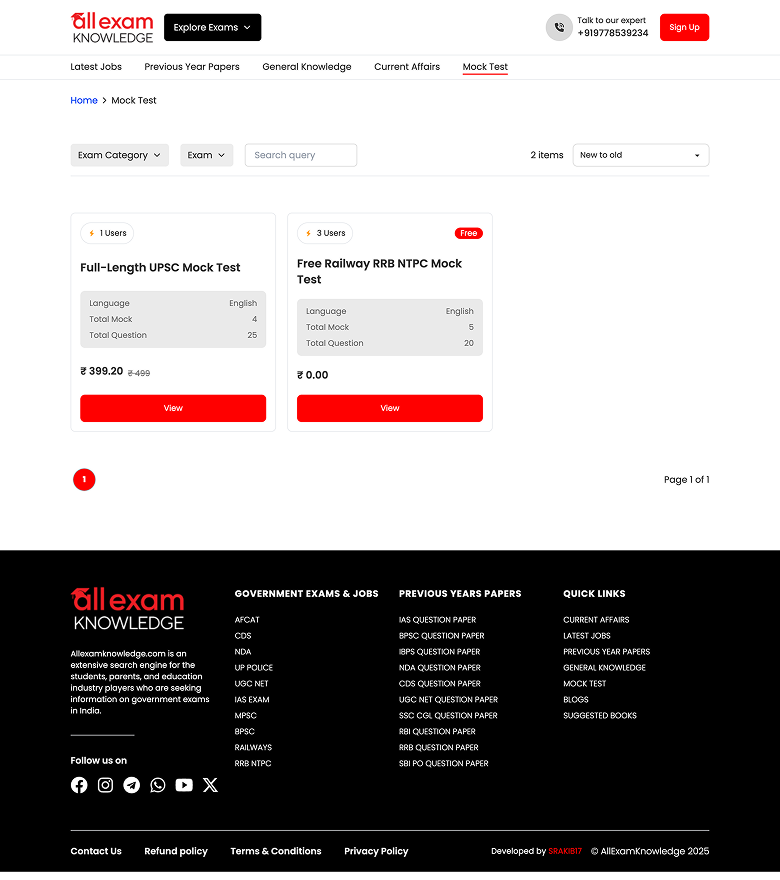 all exam
KNOWLEDGE
Explore Exams
Talk to our expert
+919778539234
Sign Up
Latest Jobs
Previous Year Papers
General Knowledge
Current Affairs
Mock Test
Home > Mock Test
Exam Category
Exam
Search query
2 items
New to old
1 Users
Full-Length UPSC Mock Test
Language English
Total Mock 4
Total Question 25
₹ 399.20 ₹ 499
View
3 Users
Free
Free Railway RRB NTPC Mock
Test
Language English
Total Mock 5
Total Question 20
₹ 0.00
View
1
Page 1 of 1
all exam
KNOWLEDGE
Allexamknowledge.com is an
extensive search engine for the
students, parents, and education
industry players who are seeking
information on government exams
in India.
Follow us on
GOVERNMENT EXAMS & JOBS
AFCAT
CDS
NDA
UP POLICE
UGC NET
IAS EXAM
MPSC
BPSC
RAILWAYS
RRB NTPC
PREVIOUS YEARS PAPERS
IAS QUESTION PAPER
BPSC QUESTION PAPER
IBPS QUESTION PAPER
NDA QUESTION PAPER
CDS QUESTION PAPER
UGC NET QUESTION PAPER
SSC CGL QUESTION PAPER
RBI QUESTION PAPER
RRB QUESTION PAPER
SBI PO QUESTION PAPER
QUICK LINKS
CURRENT AFFAIRS
LATEST JOBS
PREVIOUS YEAR PAPERS
GENERAL KNOWLEDGE
MOCK TEST
BLOGS
SUGGESTED BOOKS
Contact Us
Refund policy
Terms & Conditions
Privacy Policy
Developed by SRAKIB17
© AllExamKnowledge 2025